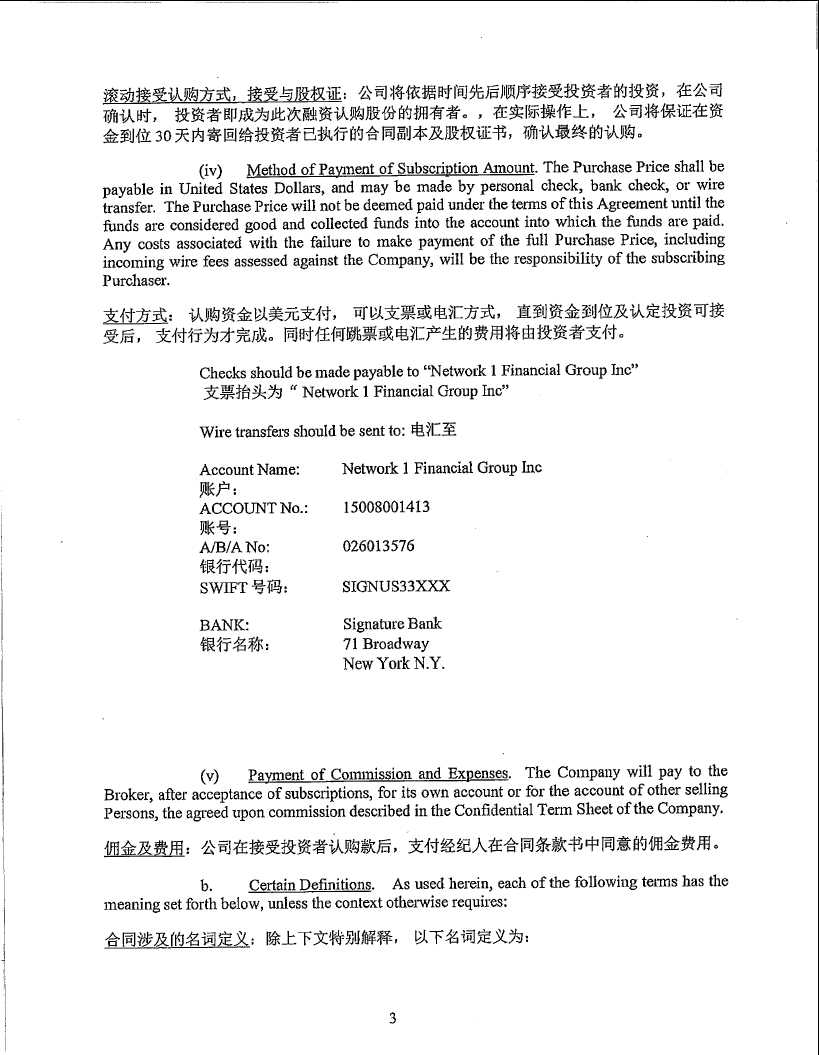 滚动接受认购方式，接受与股权证：公司将依据时间先后顺序接受投资者的投资，在公司
确认时， 投资者即成为此次融资认购股份的拥有者。，在实际操作上， 公司将保证在资
金到位 30 天内寄回给投资者已执行的合同副本及股权证书，确认最终的认购。
(iv) Method of Payment of Subscription Amount. The Purchase Price shall be
payable in United States Dollars, and may be made by personal check, bank check, or wire
transfer. The Purchase Price will not be deemed paid under the terms of this Agreement until the
funds are considered good and collected funds into the account into which the funds are paid.
Any costs associated with the failure to make payment of the full Purchase Price, including
incoming wire fees assessed against the Company, will be the responsibility of the subscribing
Purchaser.
支付方式： 认购资金以美元支付， 可以支票或电汇方式， 直到资金到位及认定投资可接
受后， 支付行为才完成。同时任何跳票或电汇产生的费用将由投资者支付。
Checks should be made payable to “Network 1 Financial Group Inc”
支票抬头为 “ Network 1 Financial Group Inc”
Wire transfers should be sent to: 电汇至
Account Name: Network 1 Financial Group Inc
账户：
ACCOUNT No.: 15008001413
账号：
A/B/A No: 026013576
银行代码：
SWIFT 号码： SIGNUS33XXX
BANK: Signature Bank
银行名称： 71 Broadway
New York N.Y.
(v) Payment of Commission and Expenses. The Company will pay to the
Broker, after acceptance of subscriptions, for its own account or for the account of other selling
Persons, the agreed upon commission described in the Confidential Term Sheet of the Company.
佣金及费用：公司在接受投资者认购款后，支付经纪人在合同条款书中同意的佣金费用。
b. Certain Definitions. As used herein, each of the following terms has the
meaning set forth below, unless the context otherwise requires:
合同涉及的名词定义；除上下文特别解释， 以下名词定义为：
3